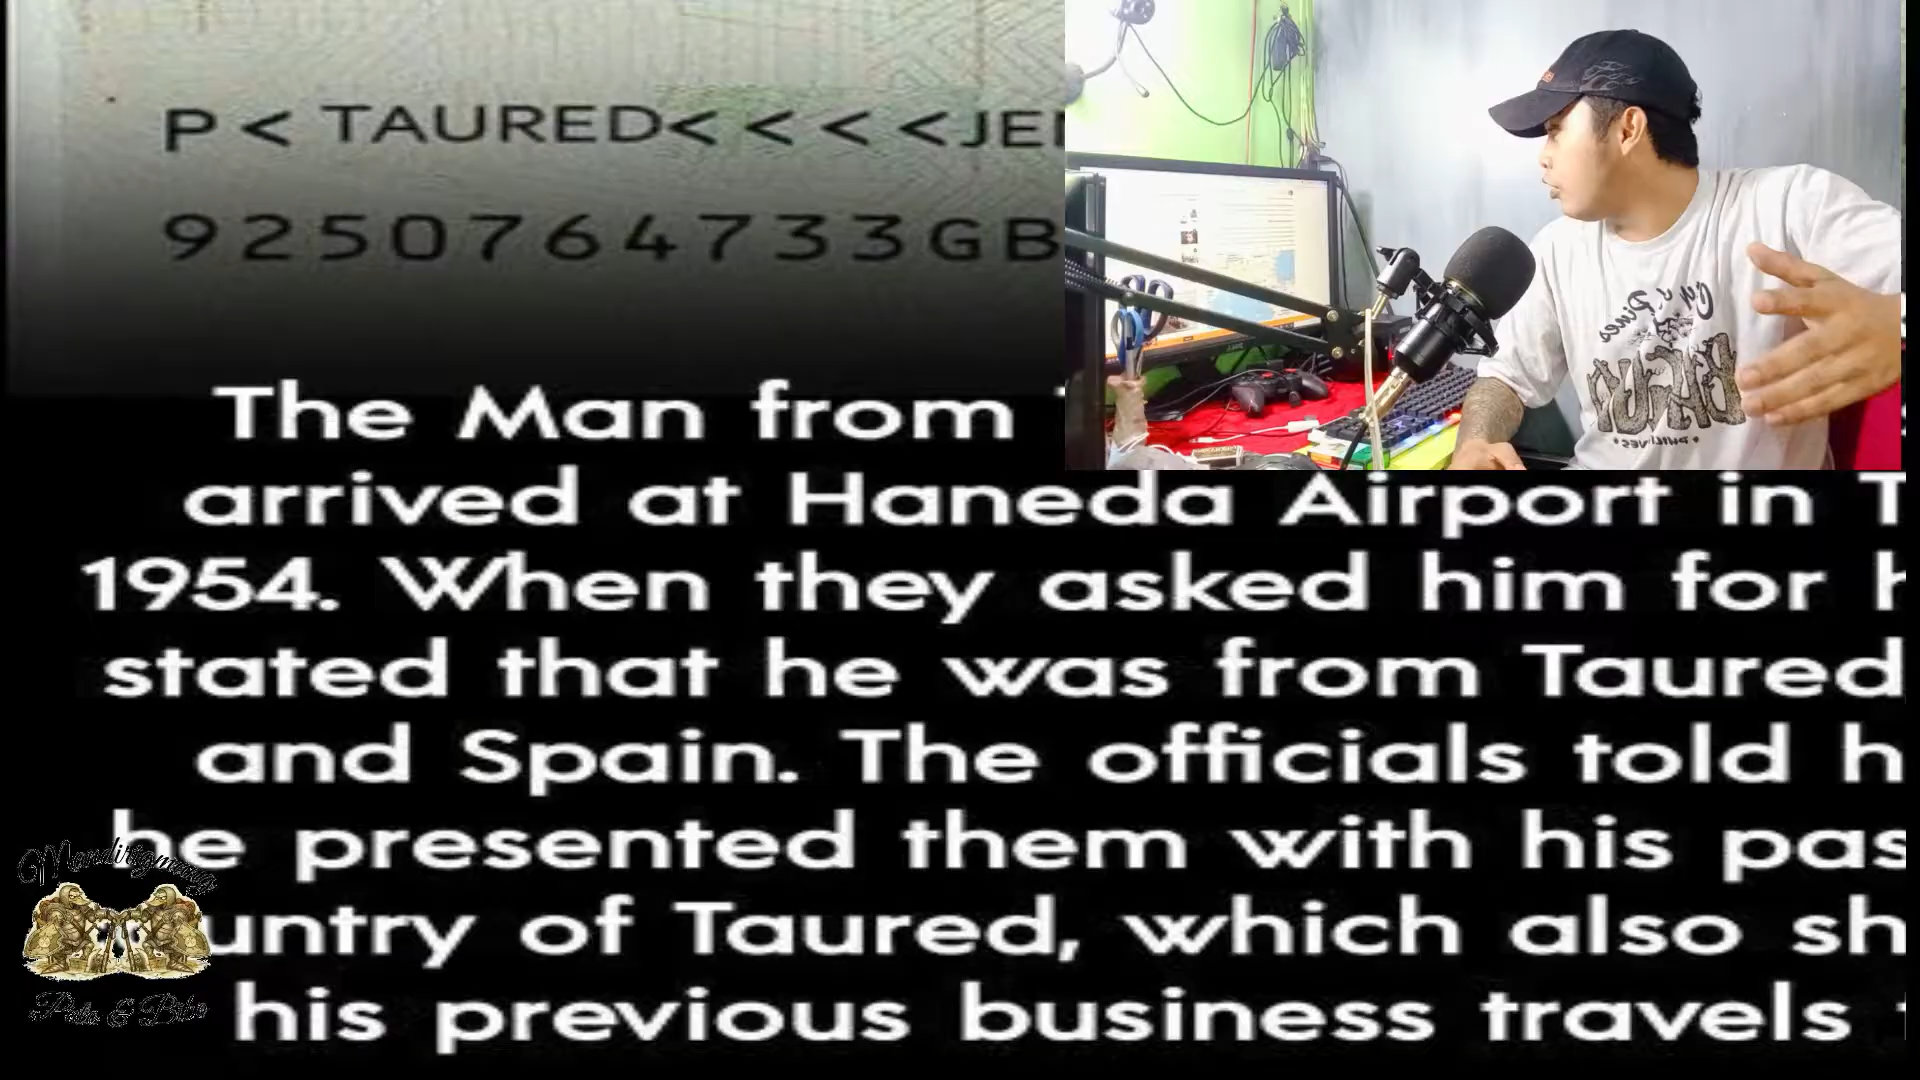 P< TAURED<<<<<JE
9250764733GB
The Man from
arrived at Haneda Airport in T
1954. When they asked him for h
stated that he was from Taured
and Spain. The officials told h
he presented them with his pas
untry of Taured, which also sh
his previous business travels
Mandirigmang
Pula & Bibo